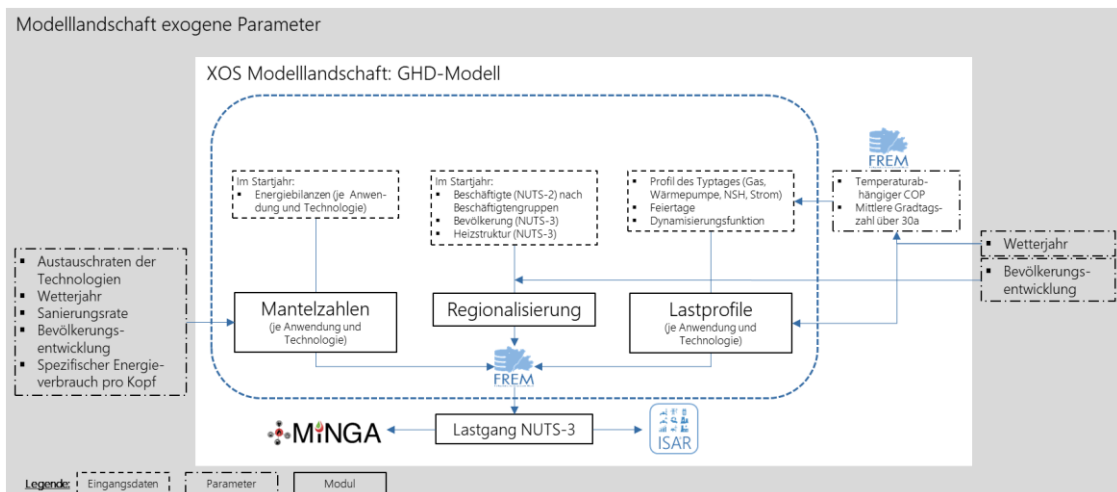 Modelllandschaft exogene Parameter
XOS Modelllandschaft: GHD-Modell
Im Startjahr:
▪ Energiebilanzen (je Anwen-
dung und Technologie)
Im Startjahr:
▪ Beschäftigte (NUTS-2) nach
Beschäftigtengruppen
▪ Bevölkerung (NUTS-3)
▪ Heizstruktur (NUTS-3)
▪ Profil des Typtages (Gas,
Wärmepumpe, NSH, Strom)
▪ Feiertage
▪ Dynamisierungsfunktion
FREM
▪ Temperaturab-
hängiger COP
▪ Mittlere Gradtags-
zahl über 30a
▪ Austauschraten der
Technologien
▪ Wetterjahr
▪ Sanierungsrate
▪ Bevölkerungs-
entwicklung
▪ Spezifischer Energie-
verbrauch pro Kopf
▪ Wetterjahr
▪ Bevölkerungs-
entwicklung
Mantelzahlen
(je Anwendung und
Technologie)
Regionalisierung
Lastprofile
(je Anwendung und
Technologie)
FREM
MiNGA
Lastgang NUTS-3
ISAR
Legende:
Eingangsdaten
Parameter
Modul